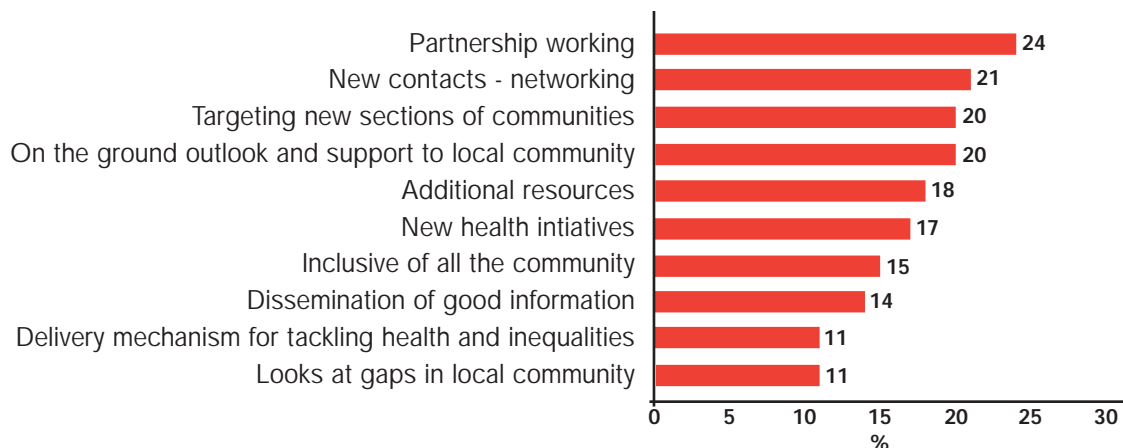 Partnership working 24
New contacts - networking 21
Targeting new sections of communities 20
On the ground outlook and support to local community 20
Additional resources 18
New health intiatives 17
Inclusive of all the community 15
Dissemination of good information 14
Delivery mechanism for tackling health and inequalities 11
Looks at gaps in local community 11
0 5 10 15 20 25 30
%